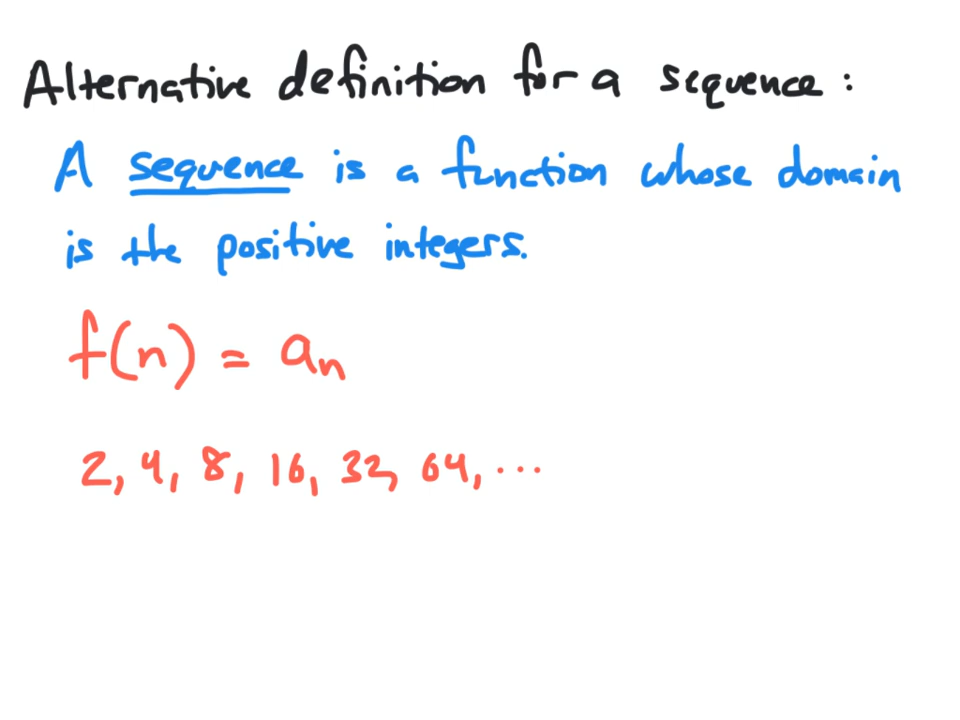 Alternative definition for a sequence:
A sequence is a function whose domain
is the positive integers.
f(n) = aₙ
2, 4, 8, 16, 32, 64, ...